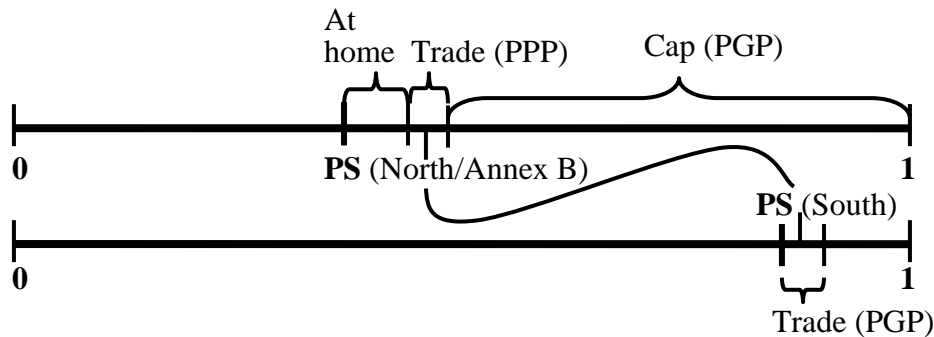 At
home
Trade (PPP)
Cap (PGP)
0
PS (North/Annex B)
1
PS (South)
0
1
Trade (PGP)